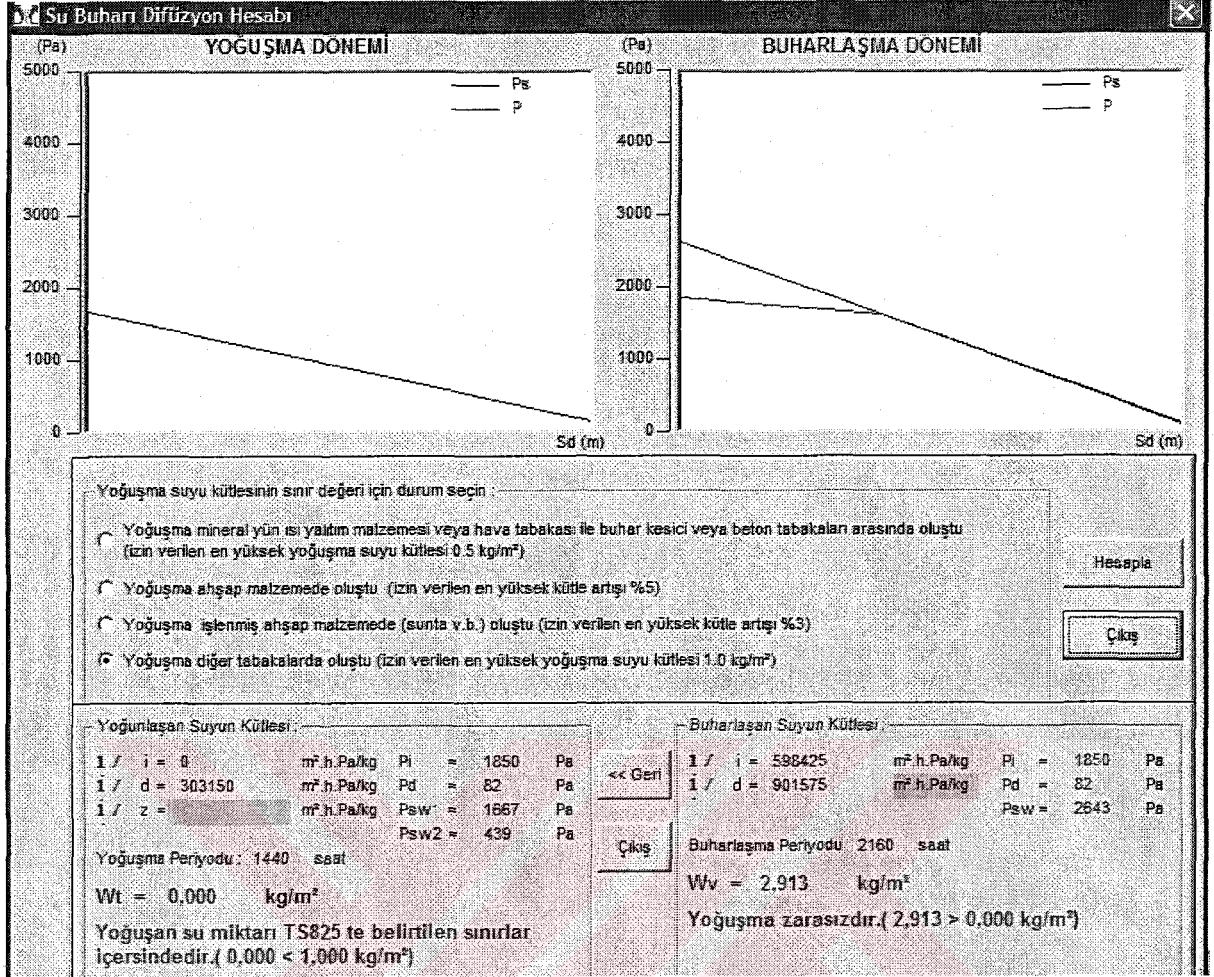 Su Buharı Difüzyon Hesabı
(Pa)
YOĞUŞMA DÖNEMİ
5000
4000
3000
2000
1000
0
Ps
P
Sd (m)
(Pa)
BUHARLAŞMA DÖNEMİ
5000
4000
3000
2000
1000
0
Ps
P
Sd (m)
Yoğuşma suyu kütlesinin sınır değeri için durum seçin :
Yoğuşma mineral yün ısı yalıtım malzemesi veya hava tabakası ile buhar kesici veya beton tabakaları arasında oluştu
(izin verilen en yüksek yoğuşma suyu kütlesi 0.5 kg/m²)
Yoğuşma ahşap malzemede oluştu (izin verilen en yüksek kütle artışı %5)
Yoğuşma işlenmiş ahşap malzemede (sunta v.b.) oluştu (izin verilen en yüksek kütle artışı %3)
Yoğuşma diğer tabakalarda oluştu (izin verilen en yüksek yoğuşma suyu kütlesi 1.0 kg/m²)
Hesapla
Çıkış
Yoğunlaşan Suyun Kütlesi :
1 / i = 0 m².h.Pa/kg Pi = 1850 Pa
1 / d = 303150 m².h.Pa/kg Pd = 82 Pa
1 / z = m².h.Pa/kg Psw1 = 1667 Pa
Psw2 = 439 Pa
Yoğuşma Periyodu : 1440 saat
Wt = 0,000 kg/m²
Yoğuşan su miktarı TS825 te belirtilen sınırlar
içersindedir.( 0,000 < 1,000 kg/m²)
<< Geri
Çıkış
Buharlaşan Suyun Kütlesi :
1 / i = 598425 m².h.Pa/kg Pi = 1850 Pa
1 / d = 901575 m².h.Pa/kg Pd = 82 Pa
Psw = 2643 Pa
Buharlaşma Periyodu 2160 saat
Wv = 2,913 kg/m²
Yoğuşma zarasızdır.( 2,913 > 0,000 kg/m²)